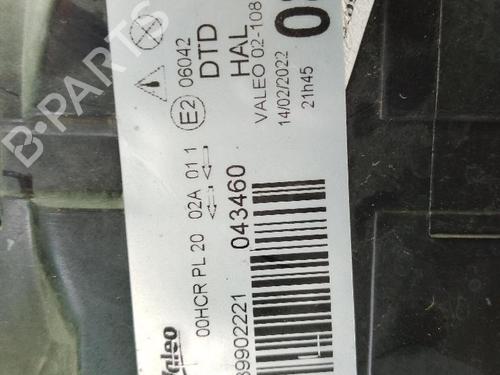 06042
DTD
HAL
VALEO 02-108
14/02/2022
21h45
E2
00HCR PL 20 02A 01 1
043460
89902221
Valeo
B-PARTS